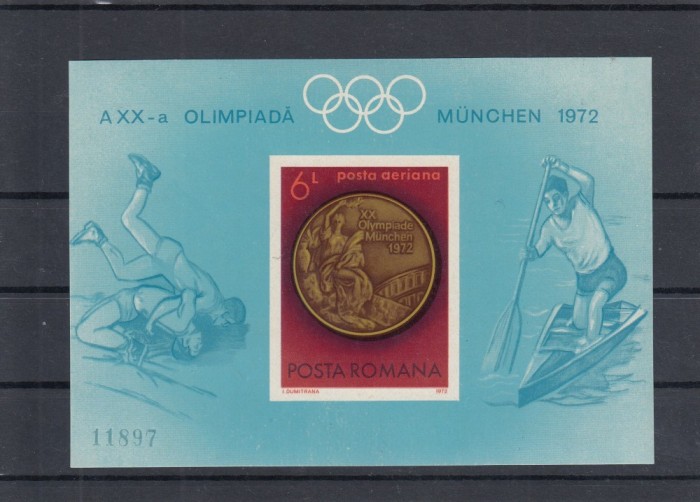 A XX-a OLIMPIADĂ MÜNCHEN 1972
6L posta aeriana
XX
Olympiade
München
1972
POSTA ROMANA
I. DUMITRANA 1972
11897